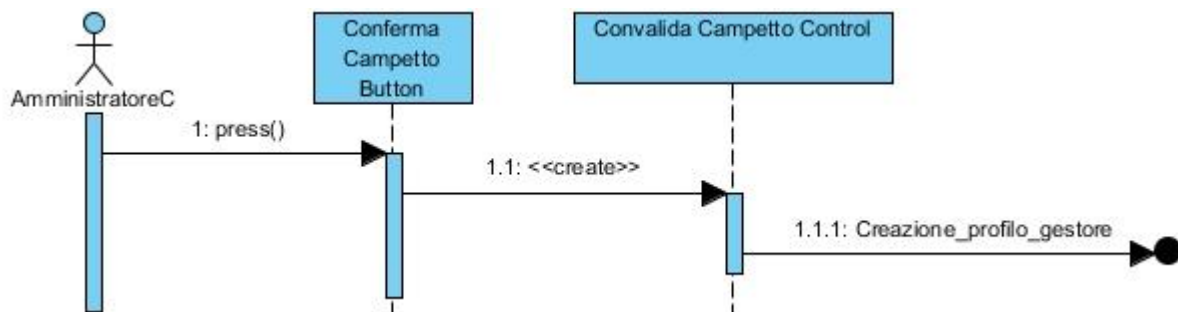 Conferma
Campetto
Button
Convalida Campetto Control
AmministratoreC
1: press()
1.1: <<create>>
1.1.1: Creazione_profilo_gestore